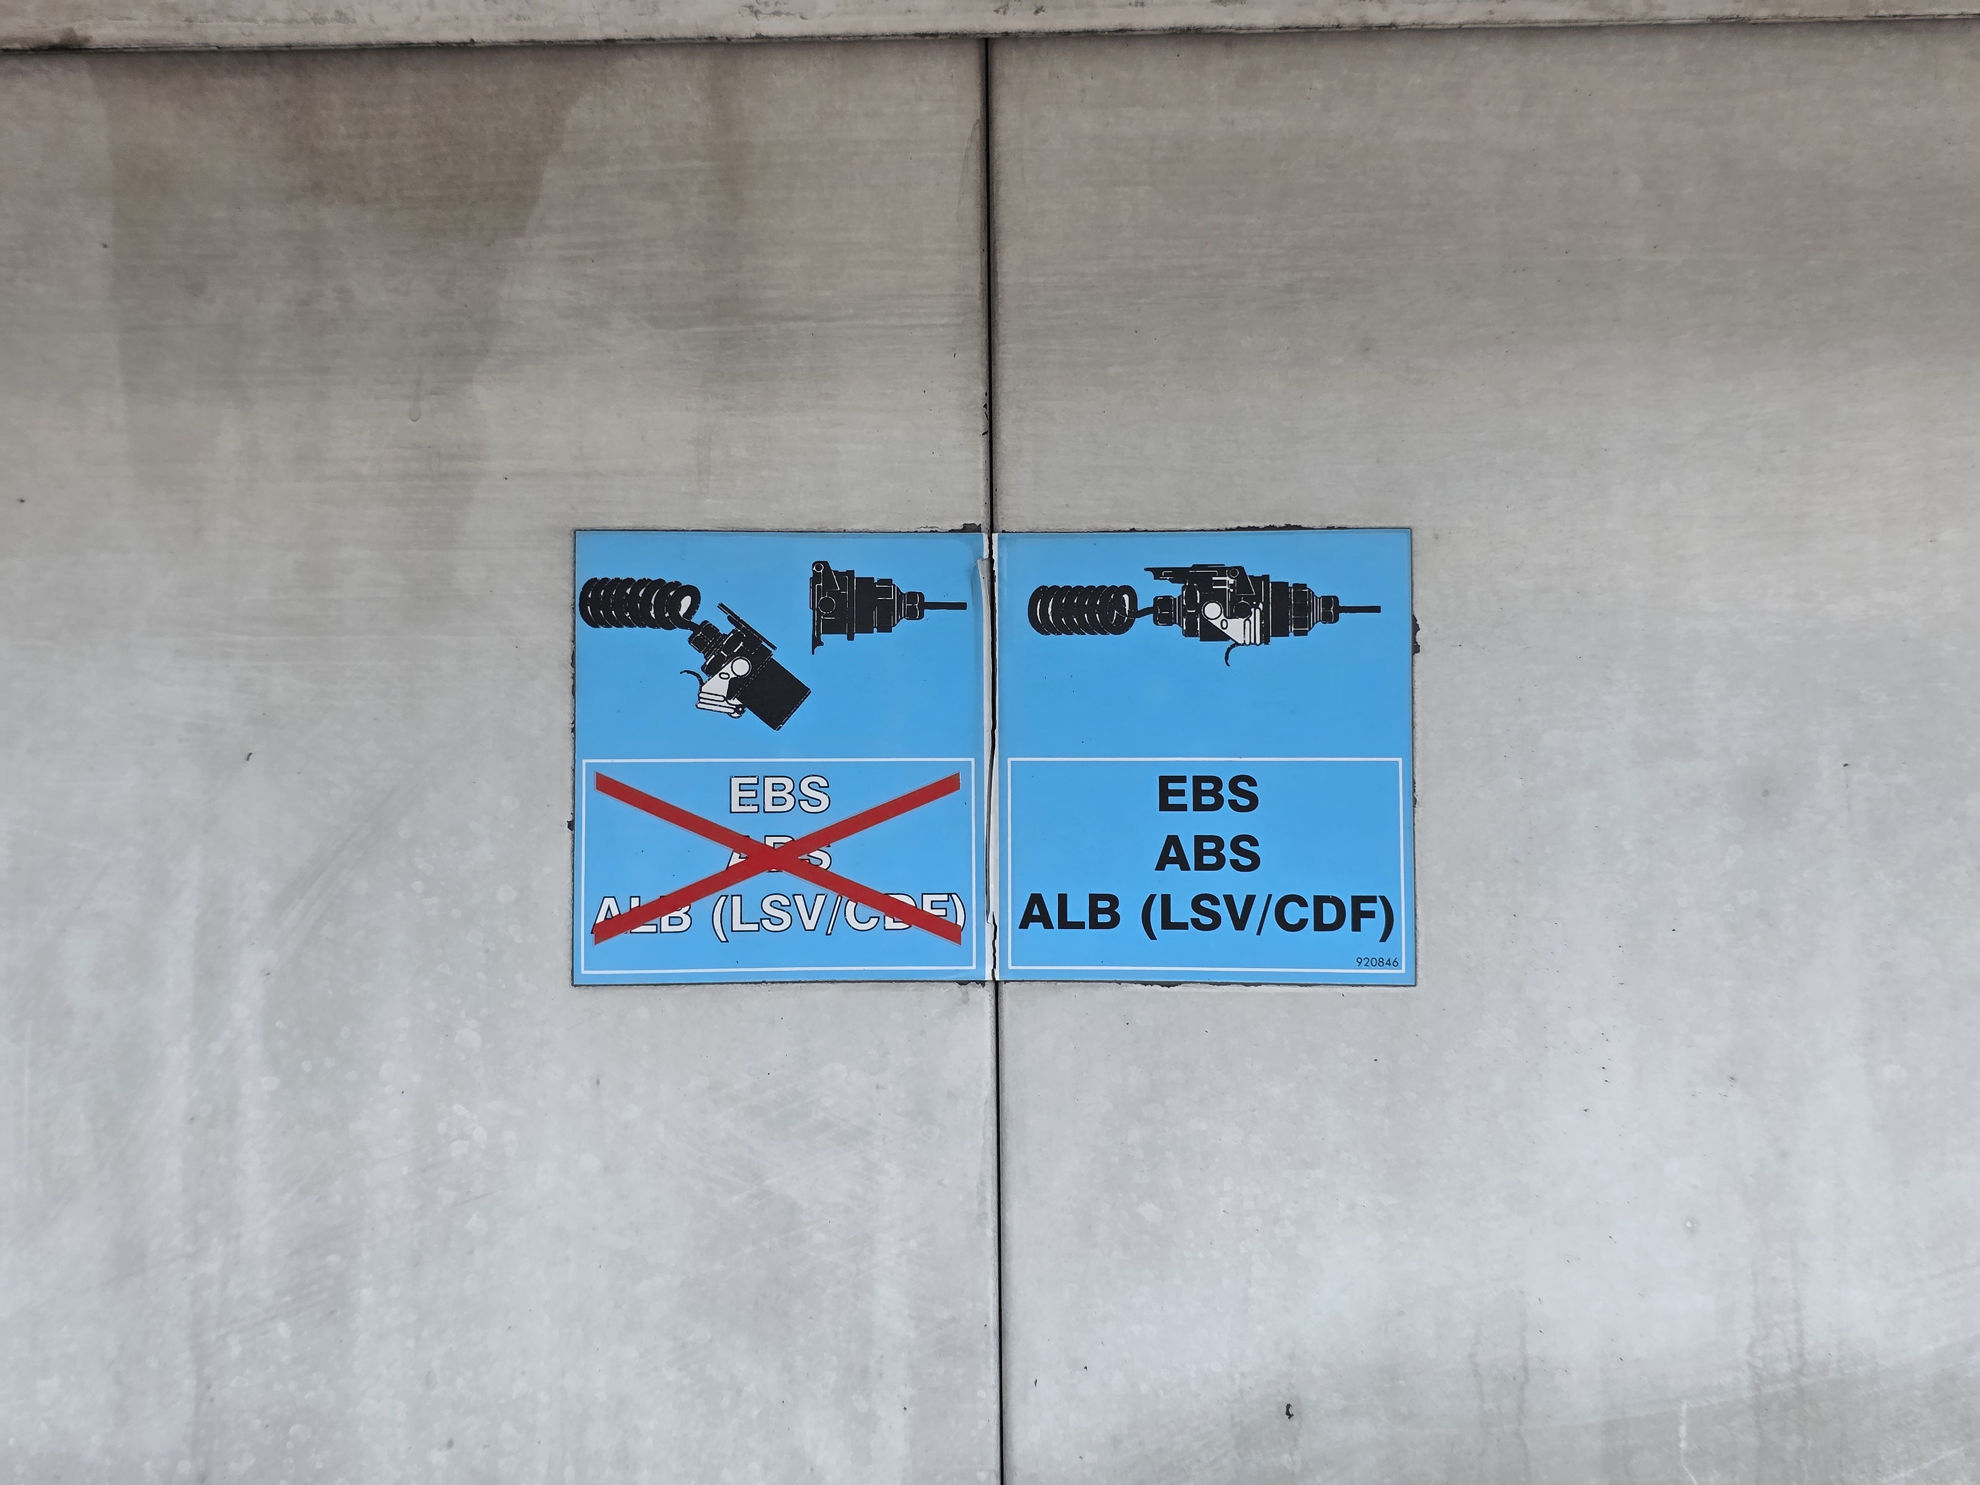 EBS
ABS
ALB (LSV/CDF)
EBS
ABS
ALB (LSV/CDF)
920846